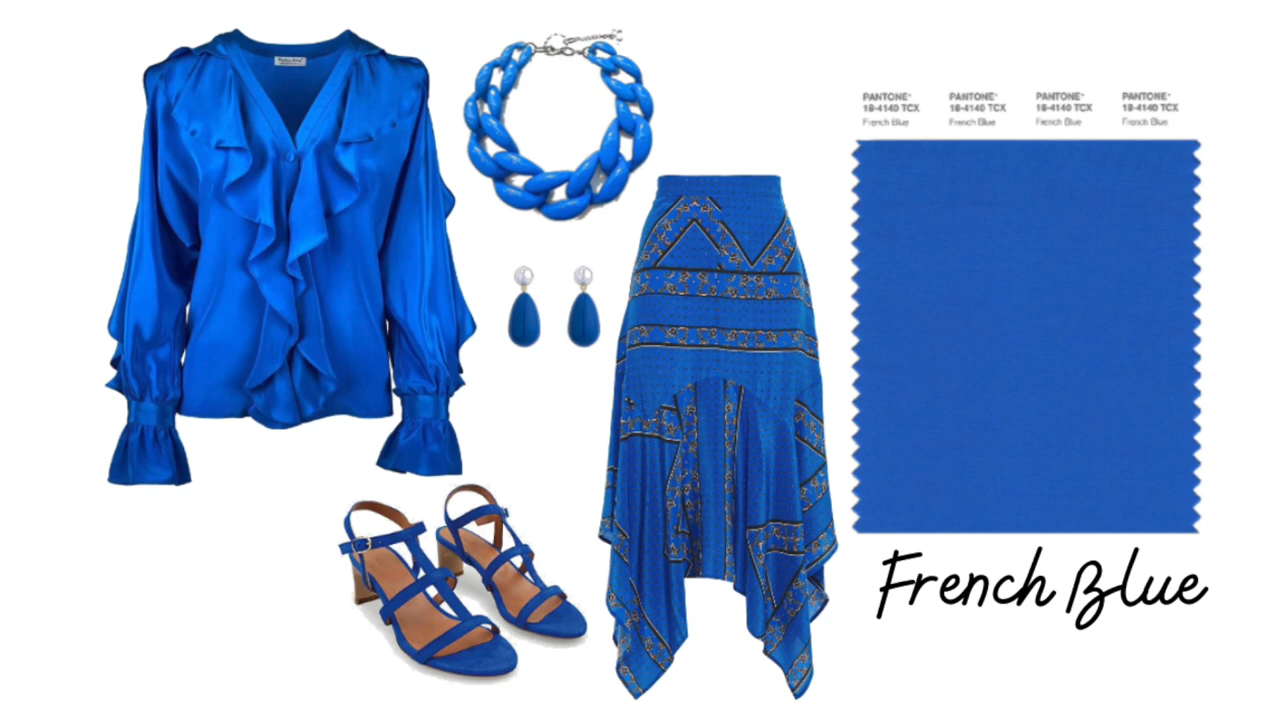 PANTONE® PANTONE® PANTONE® PANTONE®
18-4140 TCX 18-4140 TCX 18-4140 TCX 18-4140 TCX
French Blue French Blue French Blue French Blue
French Blue